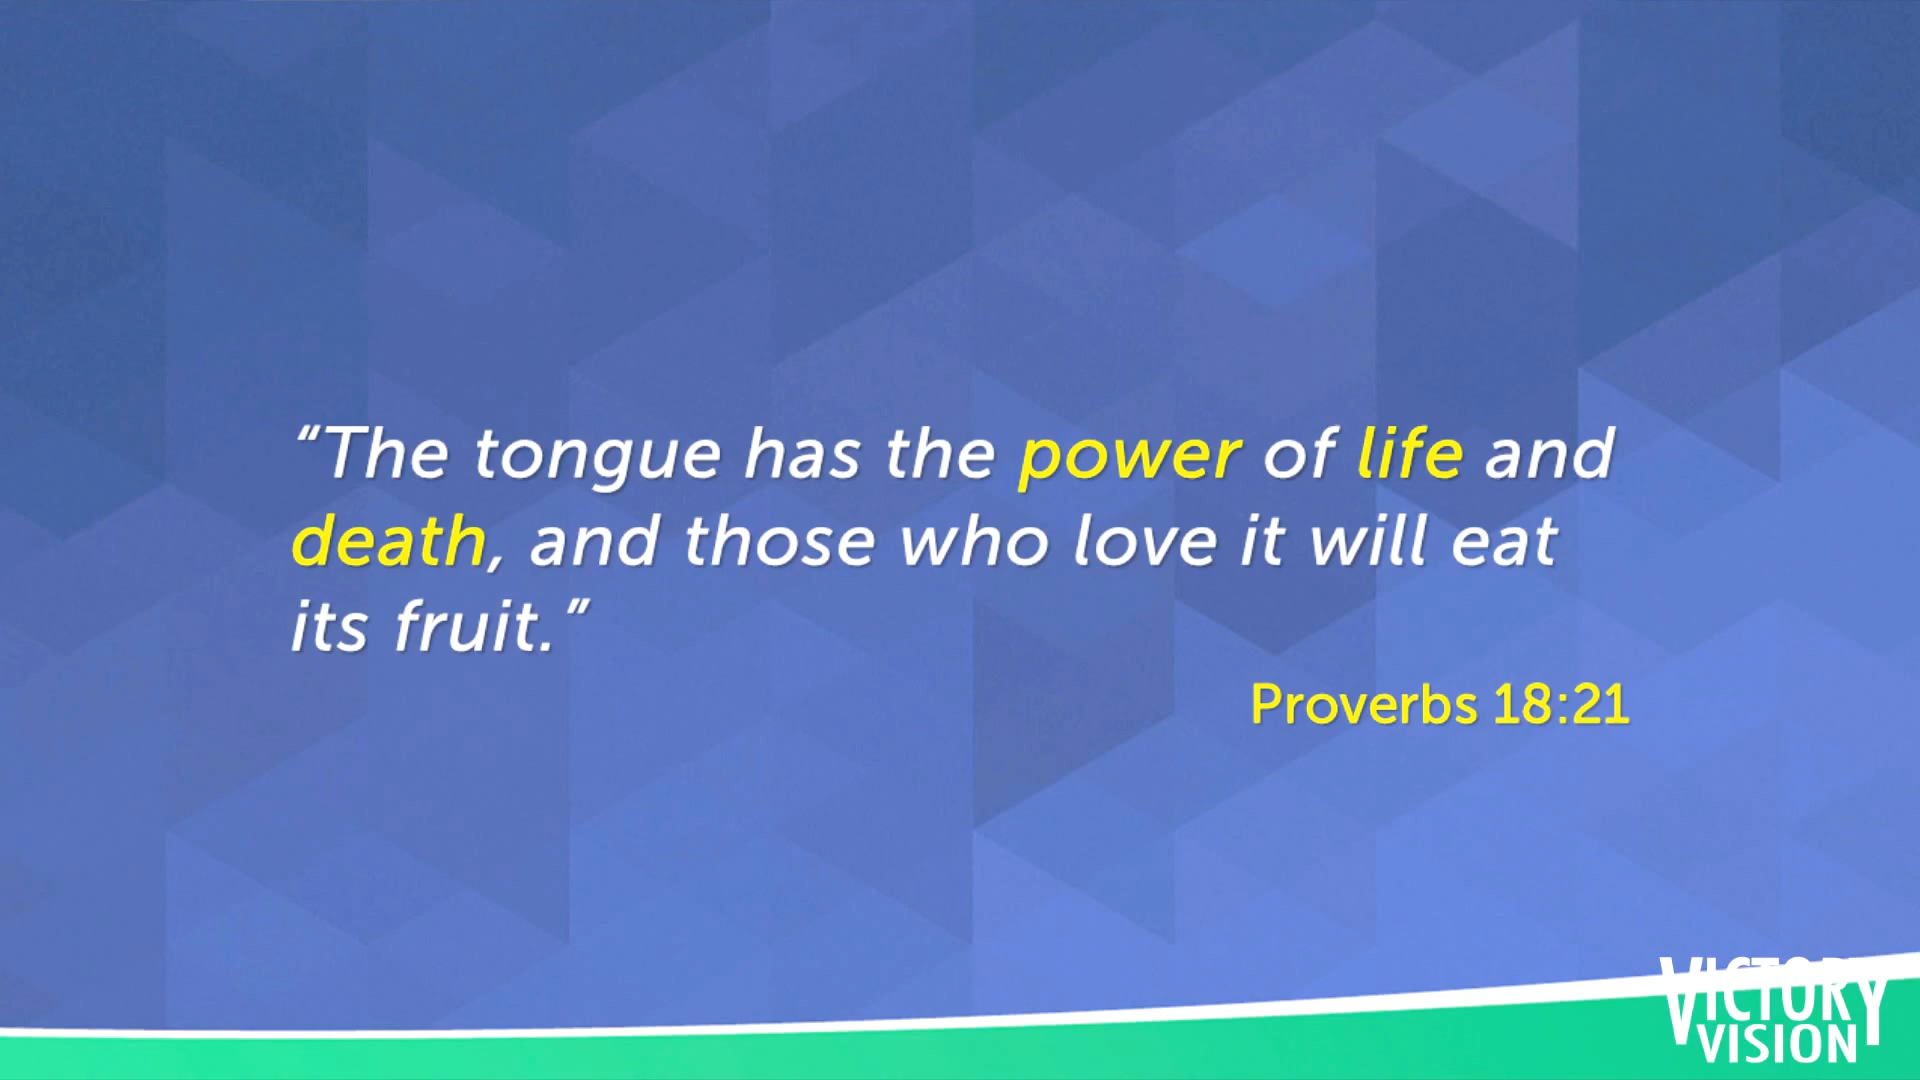 “The tongue has the power of life and
death, and those who love it will eat
its fruit.”
Proverbs 18:21
VICTORY
VISION